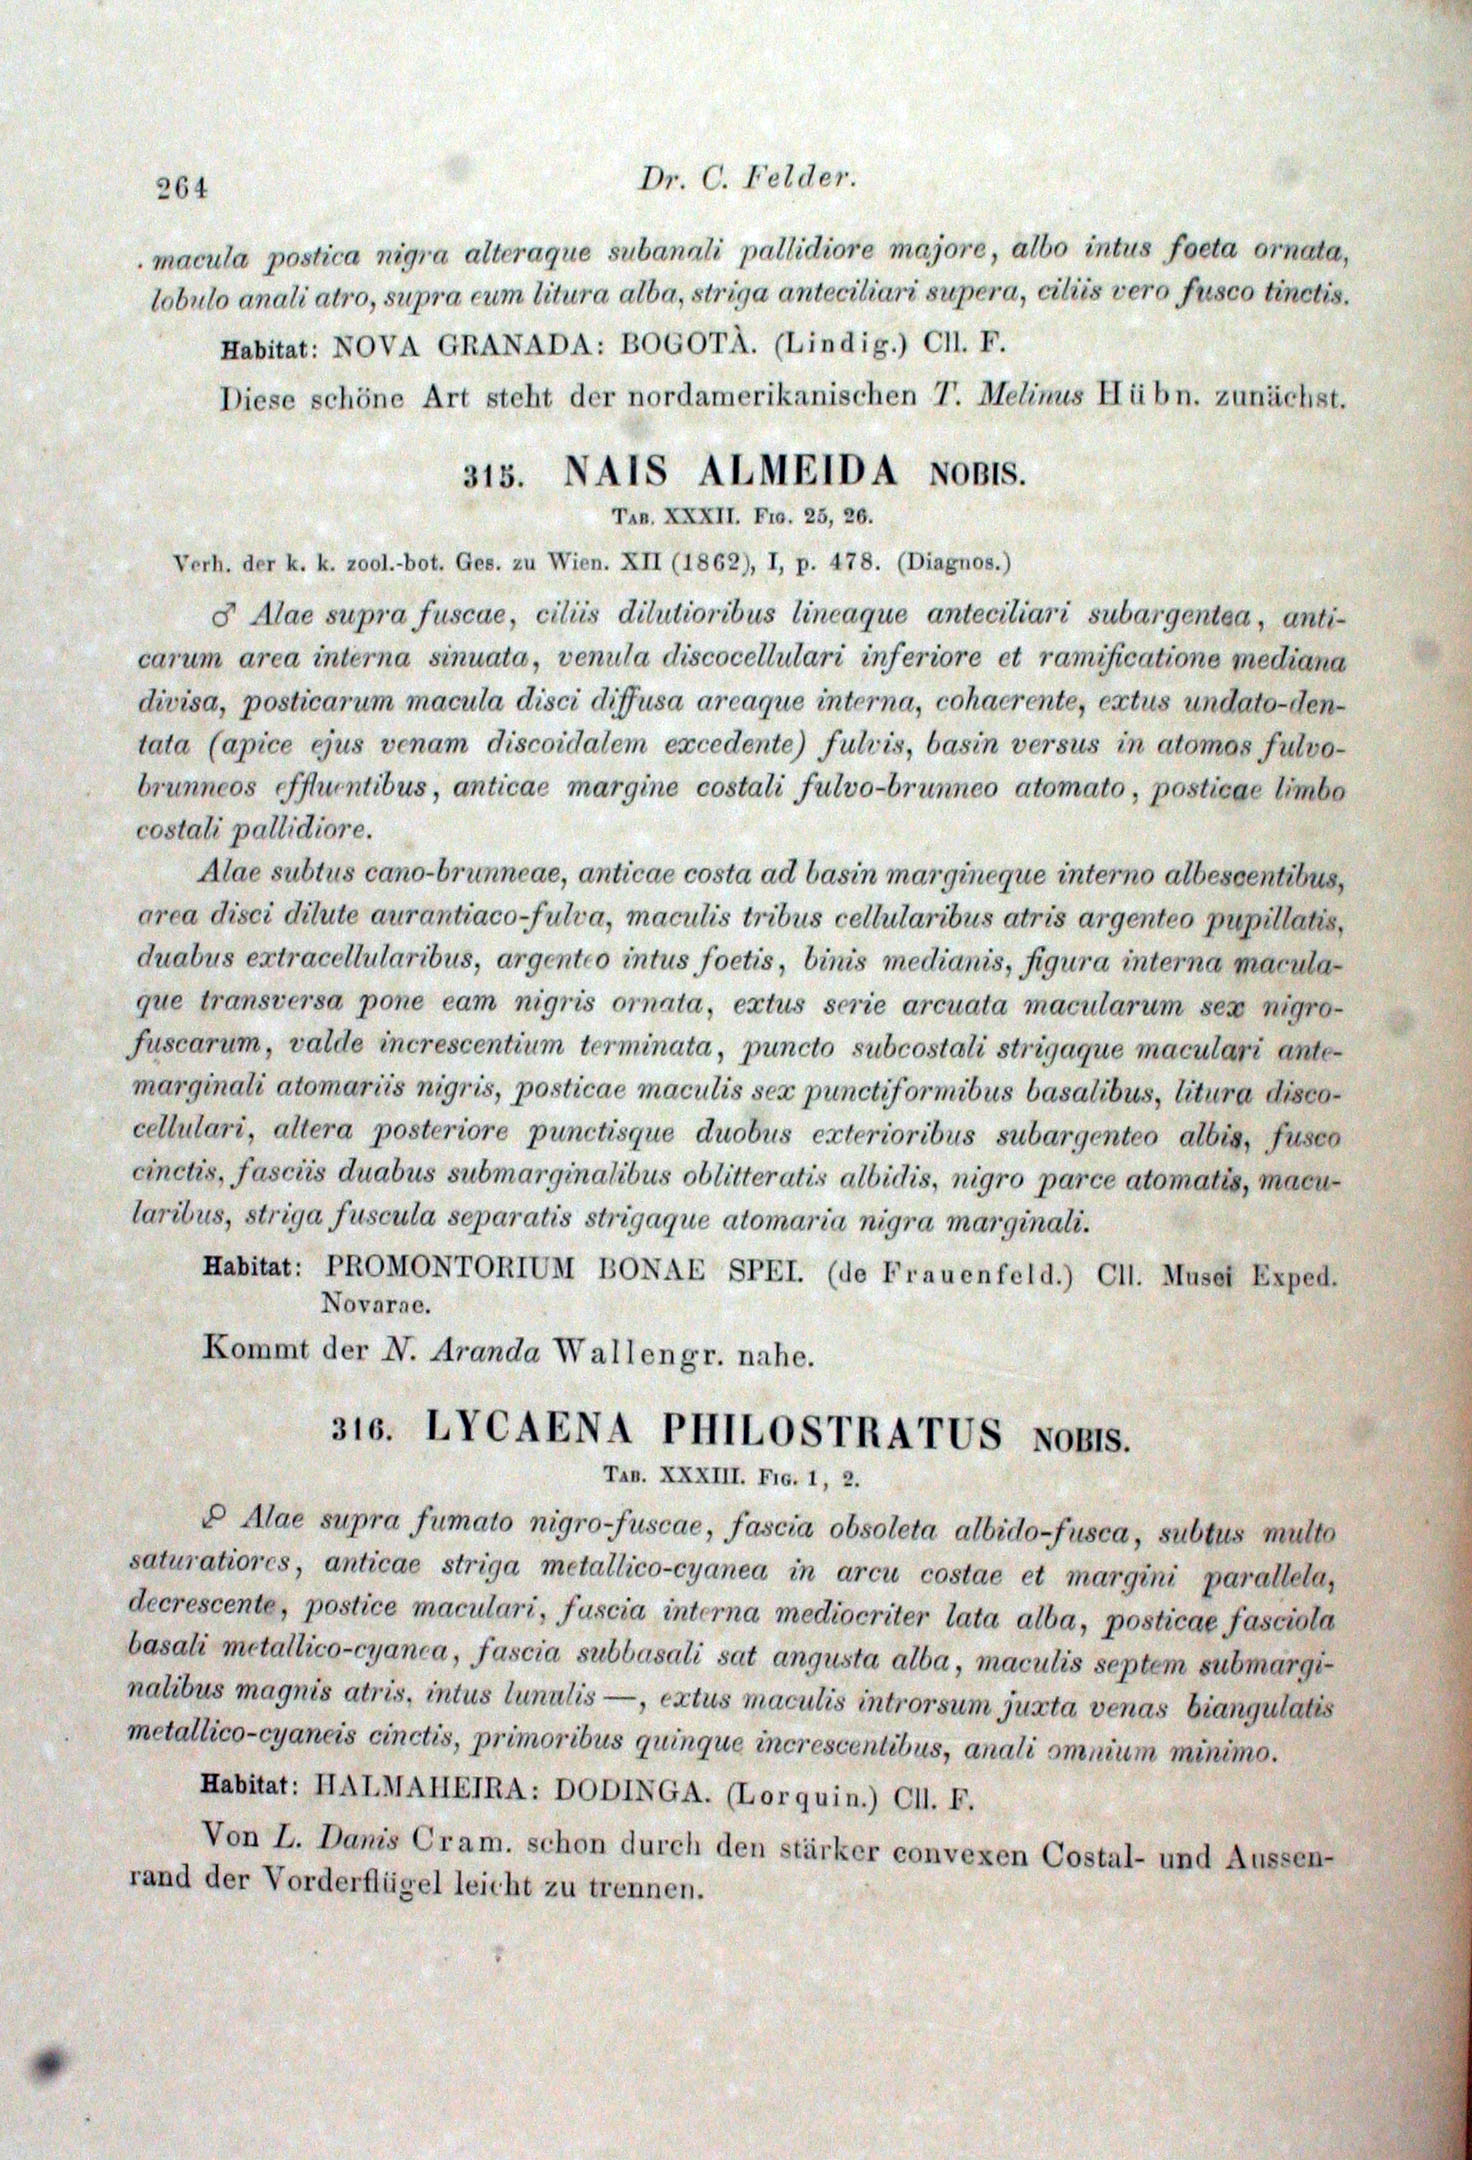 264
Dr. C. Felder.
macula postica nigra alteraque subanali pallidiore majore, albo intus foeta ornata,
lobulo anali atro, supra cum litura alba, striga anteciliari supera, ciliis vero fusco tinctis.
Habitat: NOVA GRANADA: BOGOTÀ. (Lindig.) Cll. F.
Diese schöne Art steht der nordamerikanischen T. Melinus Hübn. zunächst.
315. NAIS ALMEIDA NOBIS.
TAB. XXXII. FIG. 25, 26.
Verh. der k. k. zool.-bot. Ges. zu Wien. XII (1862), I, p. 478. (Diagnos.)
♂ Alae supra fuscae, ciliis dilutioribus lineaque anteciliari subargentea, anti-
carum area interna sinuata, venula discocellulari inferiore et ramificatione mediana
divisa, posticarum macula disci diffusa areaque interna, cohaerente, extus undato-den-
tata (apice ejus venam discoidalem excedente) fulvis, basin versus in atomos fulvo-
brunneos effluentibus, anticae margine costali fulvo-brunneo atomato, posticae limbo
costali pallidiore.
Alae subtus cano-brunneae, anticae costa ad basin margineque interno albescentibus,
area disci dilute aurantiaco-fulva, maculis tribus cellularibus atris argenteo pupillatis,
duabus extracellularibus, argenteo intus foetis, binis medianis, figura interna macula-
que transversa pone eam nigris ornata, extus serie arcuata macularum sex nigro-
fuscarum, valde increscentium terminata, puncto subcostali strigaque maculari ante-
marginali atomariis nigris, posticae maculis sex punctiformibus basalibus, litura disco-
cellulari, altera posteriore punctisque duobus exterioribus subargenteo albis, fusco
cinctis, fasciis duabus submarginalibus oblitteratis albidis, nigro parce atomatis, macu-
laribus, striga fuscula separatis strigaque atomaria nigra marginali.
Habitat: PROMONTORIUM BONAE SPEI. (de Frauenfeld.) Cll. Musei Exped.
Novarae.
Kommt der N. Aranda Wallengr. nahe.
316. LYCAENA PHILOSTRATUS NOBIS.
TAB. XXXIII. FIG. 1, 2.
Alae supra fumato nigro-fuscae, fascia obsoleta albido-fusca, subtus multo
saturatiores, anticae striga metallico-cyanea in arcu costae et margini parallela,
decrescente, postice maculari, fascia interna mediocriter lata alba, posticae fasciola
basali metallico-cyanea, fascia subbasali sat angusta alba, maculis septem submargi-
nalibus magnis atris, intus lunulis —, extus maculis introrsum juxta venas biangulatis
metallico-cyaneis cinctis, primoribus quinque increscentibus, anali omnium minimo.
Habitat: HALMAHEIRA: DODINGA. (Lorquin.) Cll. F.
Von L. Danis Cram. schon durch den stärker convexen Costal- und Aussen-
rand der Vorderflügel leicht zu trennen.